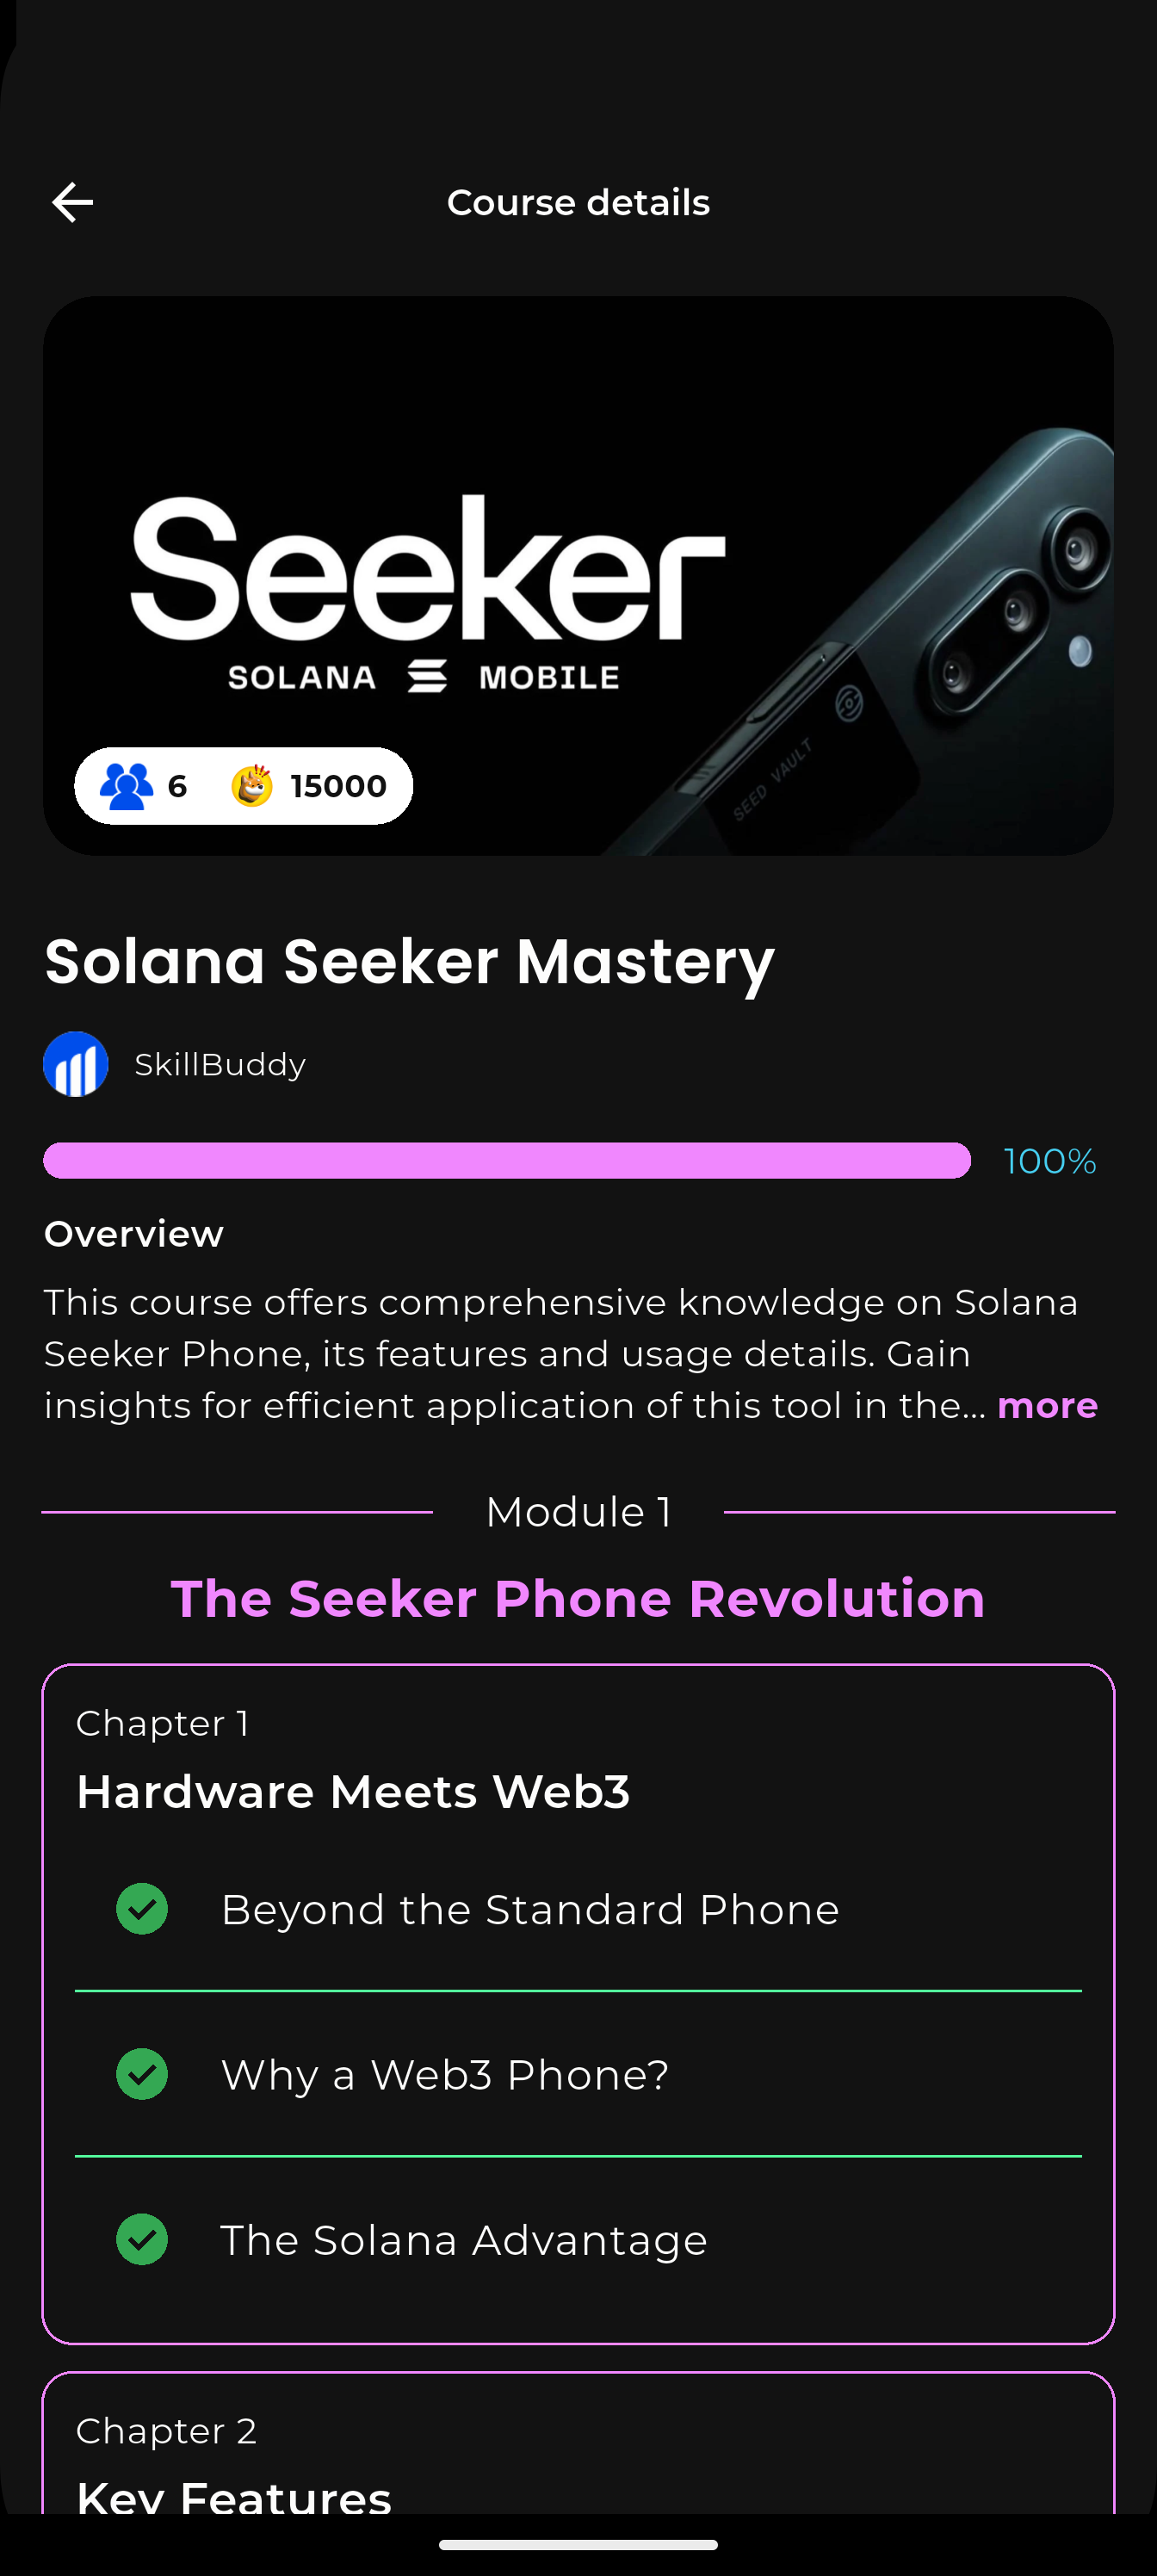 Course details
Seeker
SOLANA MOBILE
SEED VAULT
6 15000
Solana Seeker Mastery
SkillBuddy
100%
Overview
This course offers comprehensive knowledge on Solana
Seeker Phone, its features and usage details. Gain
insights for efficient application of this tool in the... more
Module 1
The Seeker Phone Revolution
Chapter 1
Hardware Meets Web3
Beyond the Standard Phone
Why a Web3 Phone?
The Solana Advantage
Chapter 2
Key Features